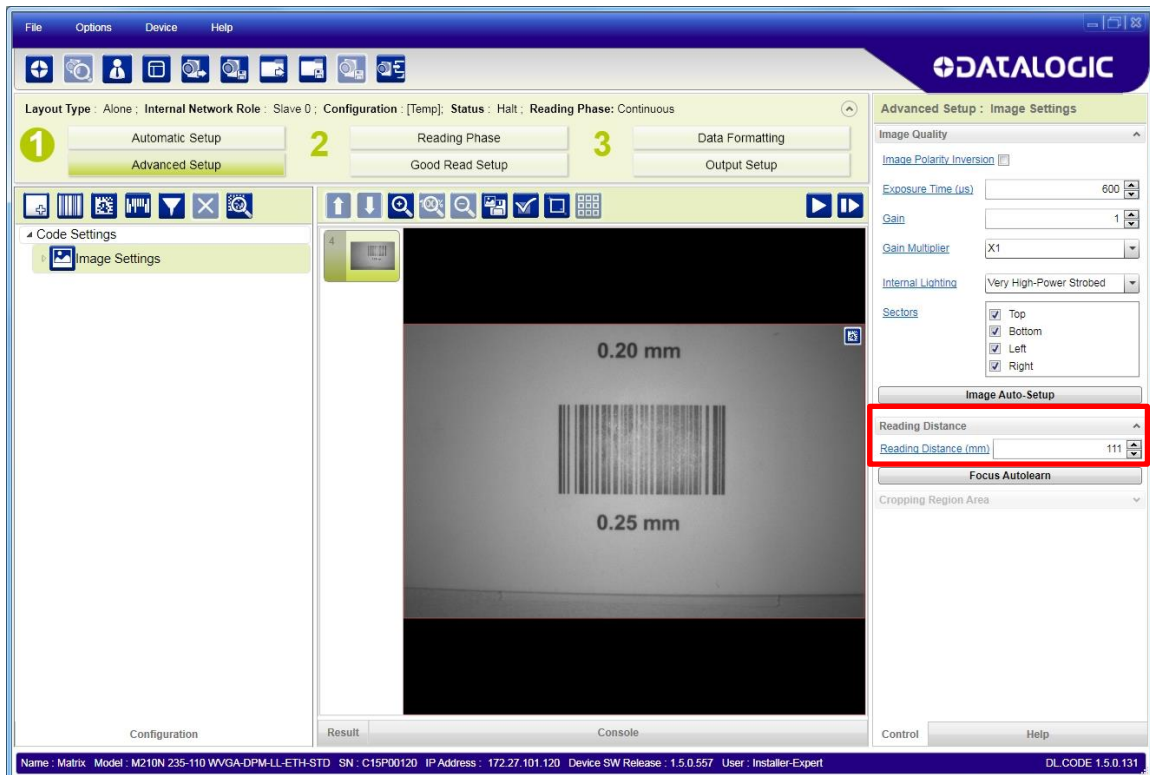 File Options Device Help
DATALOGIC
Layout Type : Alone ; Internal Network Role : Slave 0 ; Configuration : [Temp]; Status : Halt ; Reading Phase: Continuous
1 Automatic Setup 2 Reading Phase 3 Data Formatting
Advanced Setup Good Read Setup Output Setup
Code Settings
Image Settings
4
0.20 mm
0.25 mm
Advanced Setup : Image Settings
Image Quality
Image Polarity Inversion
Exposure Time (us) 600
Gain 1
Gain Multiplier X1
Internal Lighting Very High-Power Strobed
Sectors Top
Bottom
Left
Right
Image Auto-Setup
Reading Distance
Reading Distance (mm) 111
Focus Autolearn
Cropping Region Area
Configuration Result Console Control Help
Name : Matrix Model : M210N 235-110 WVGA-DPM-LL-ETH-STD SN : C15P00120 IP Address : 172.27.101.120 Device SW Release : 1.5.0.557 User : Installer-Expert DL.CODE 1.5.0.131